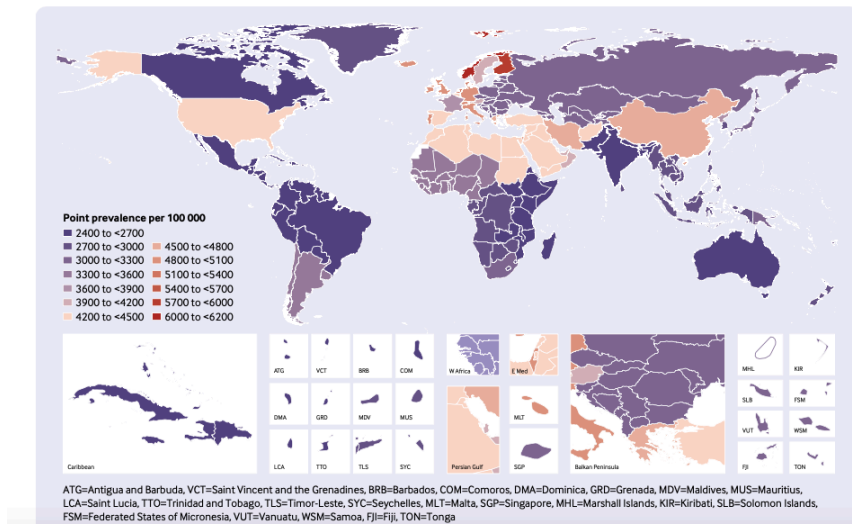 Point prevalence per 100 000
2400 to <2700
2700 to <3000
3000 to <3300
3300 to <3600
3600 to <3900
3900 to <4200
4200 to <4500
4500 to <4800
4800 to <5100
5100 to <5400
5400 to <5700
5700 to <6000
6000 to <6200
Caribbean
ATG
VCT
BRB
COM
DMA
GRD
MDV
MUS
LCA
TTO
TLS
SYC
W Africa
E Med
Persian Gulf
MLT
SGP
Balkan Peninsula
MHL
KIR
SLB
FSM
VUT
WSM
FJI
TON
ATG=Antigua and Barbuda, VCT=Saint Vincent and the Grenadines, BRB=Barbados, COM=Comoros, DMA=Dominica, GRD=Grenada, MDV=Maldives, MUS=Mauritius,
LCA=Saint Lucia, TTO=Trinidad and Tobago, TLS=Timor-Leste, SYC=Seychelles, MLT=Malta, SGP=Singapore, MHL=Marshall Islands, KIR=Kiribati, SLB=Solomon Islands,
FSM=Federated States of Micronesia, VUT=Vanuatu, WSM=Samoa, FJI=Fiji, TON=Tonga